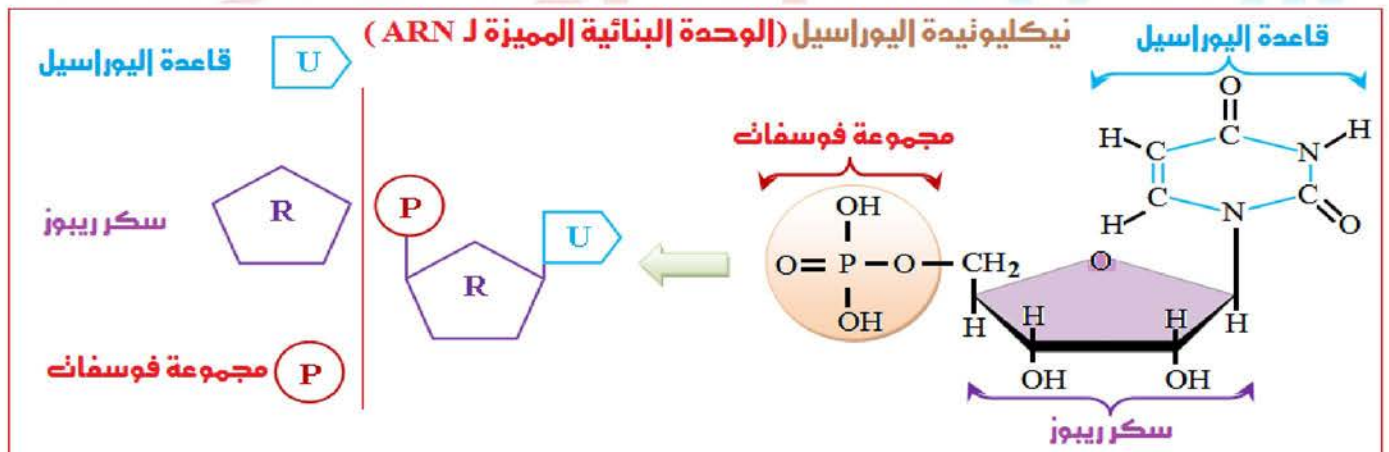 نيكليوتيدة اليوراسيل (الوحدة البنائية المميزة لـ ARN)
قاعدة اليوراسيل
مجموعة فوسفات
سكر ريبوز
O
C
H
C
N
H
C
H
N
C
O
OH
O=P-O-CH2
OH
O
H
H
H
H
OH
OH
P
R
U
U
قاعدة اليوراسيل
R
سكر ريبوز
P
مجموعة فوسفات